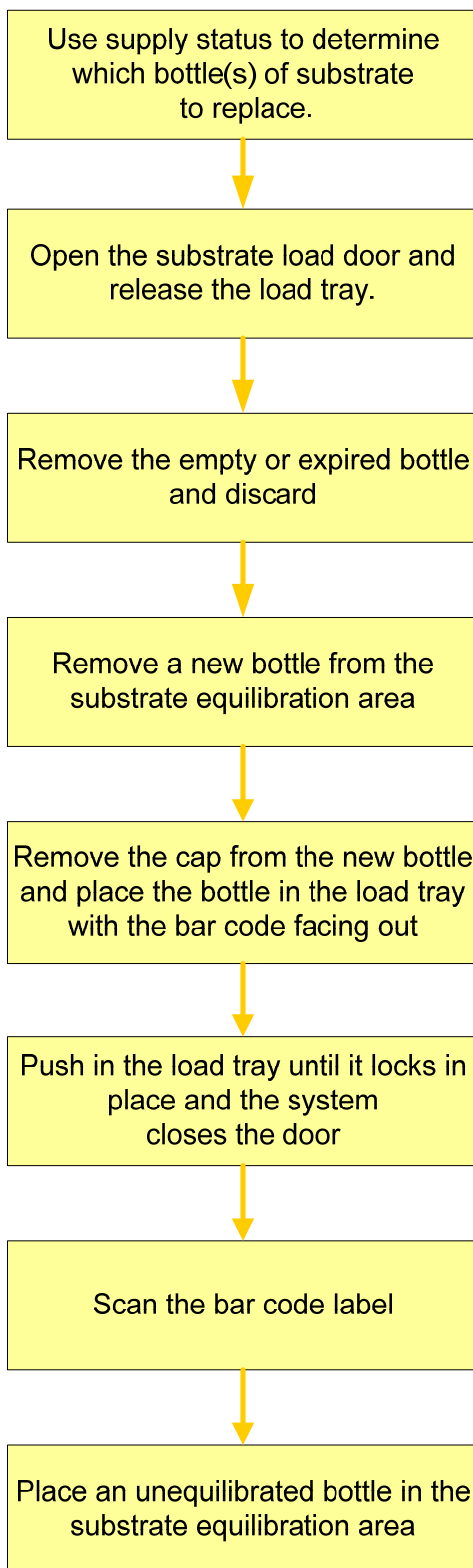 Use supply status to determine
which bottle(s) of substrate
to replace.
Open the substrate load door and
release the load tray.
Remove the empty or expired bottle
and discard
Remove a new bottle from the
substrate equilibration area
Remove the cap from the new bottle
and place the bottle in the load tray
with the bar code facing out
Push in the load tray until it locks in
place and the system
closes the door
Scan the bar code label
Place an unequilibrated bottle in the
substrate equilibration area